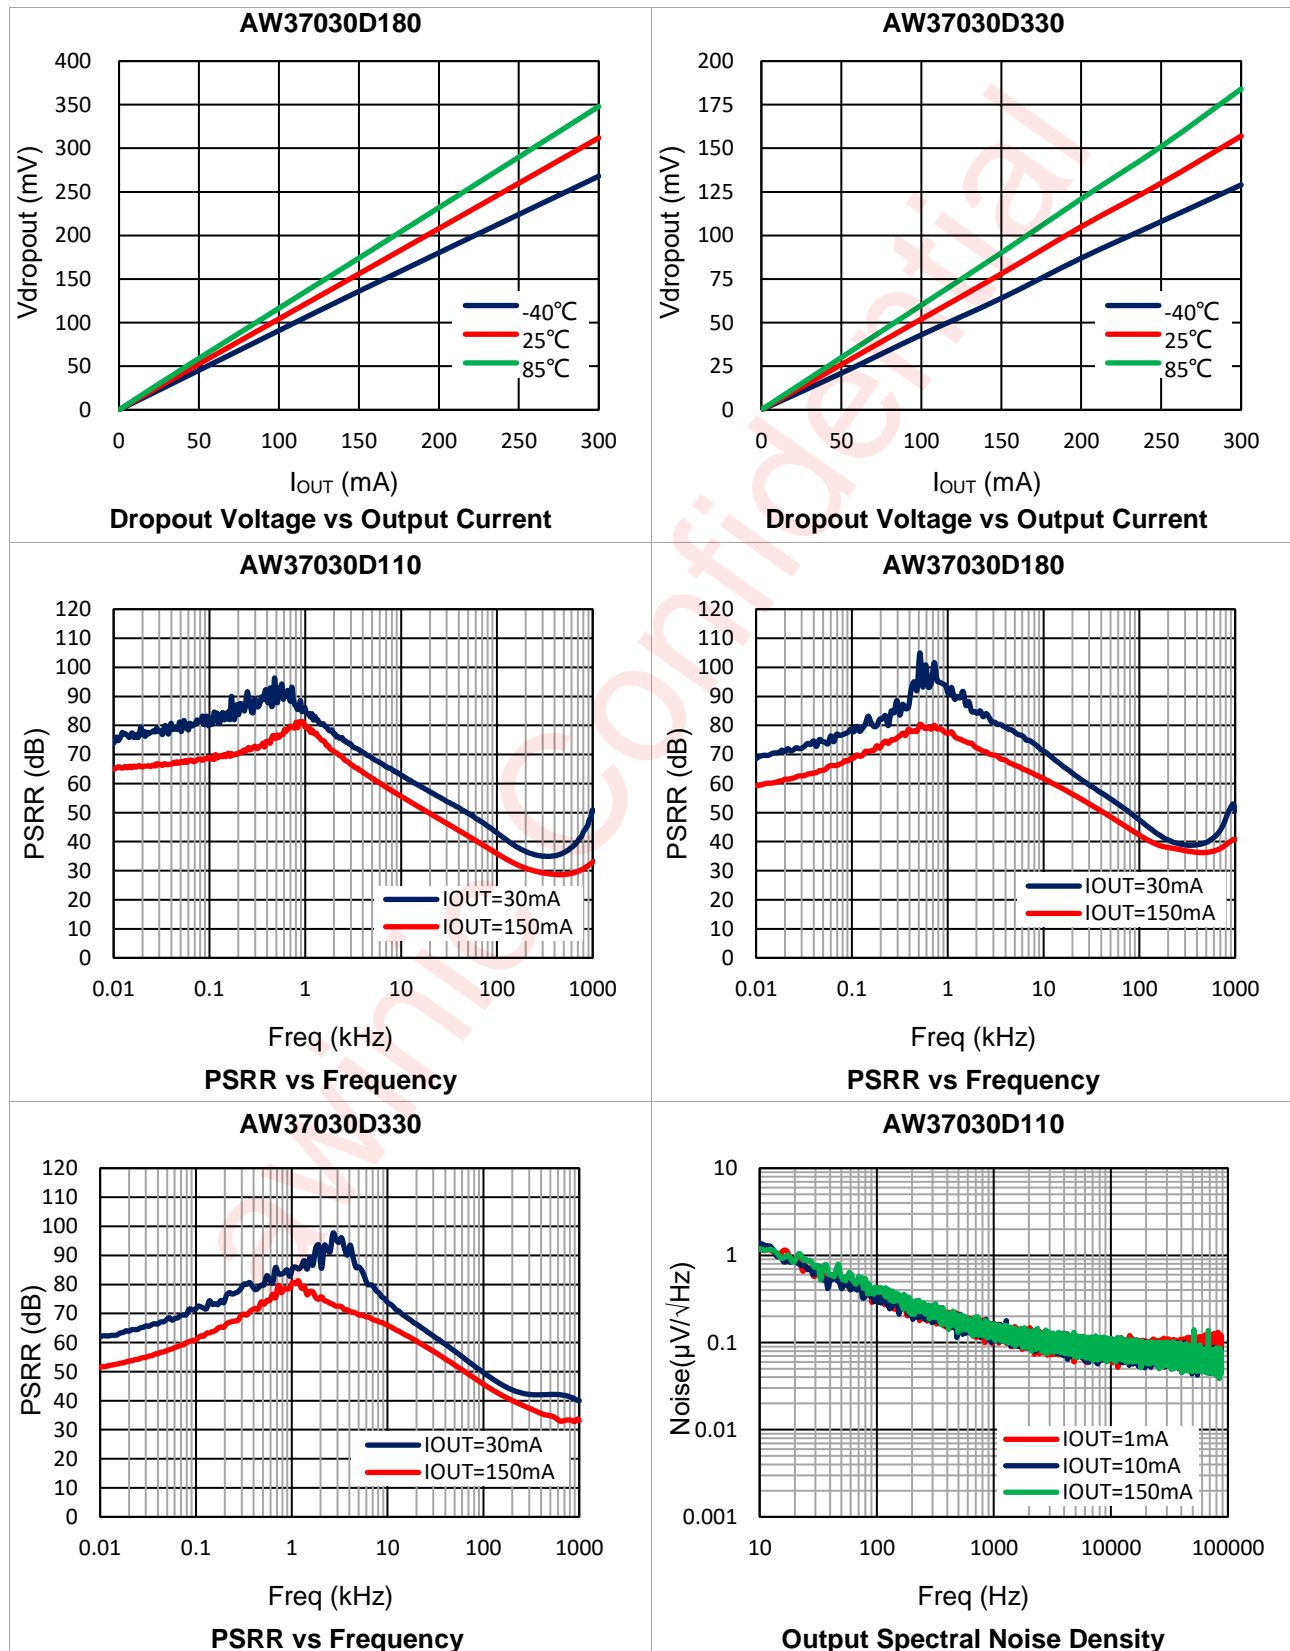 AW37030D180
400
350
300
250
200
150
100
50
0
Vdropout (mV)
-40℃
25℃
85℃
0 50 100 150 200 250 300
IOUT (mA)
Dropout Voltage vs Output Current
AW37030D330
200
175
150
125
100
75
50
25
0
Vdropout (mV)
-40℃
25℃
85℃
0 50 100 150 200 250 300
IOUT (mA)
Dropout Voltage vs Output Current
AW37030D110
120
110
100
90
80
70
60
50
40
30
20
10
0
PSRR (dB)
IOUT=30mA
IOUT=150mA
0.01 0.1 1 10 100 1000
Freq (kHz)
PSRR vs Frequency
AW37030D180
120
110
100
90
80
70
60
50
40
30
20
10
0
PSRR (dB)
IOUT=30mA
IOUT=150mA
0.01 0.1 1 10 100 1000
Freq (kHz)
PSRR vs Frequency
AW37030D330
120
110
100
90
80
70
60
50
40
30
20
10
0
PSRR (dB)
IOUT=30mA
IOUT=150mA
0.01 0.1 1 10 100 1000
Freq (kHz)
PSRR vs Frequency
AW37030D110
10
1
0.1
0.01
0.001
Noise(μV/√Hz)
IOUT=1mA
IOUT=10mA
IOUT=150mA
10 100 1000 10000 100000
Freq (Hz)
Output Spectral Noise Density
awinic Confidential